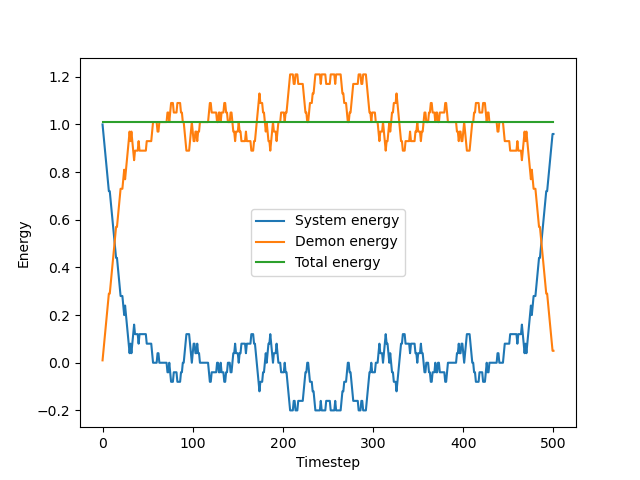 1.2
1.0
0.8
0.6
0.4
0.2
0.0
−0.2
Energy
System energy
Demon energy
Total energy
0 100 200 300 400 500
Timestep